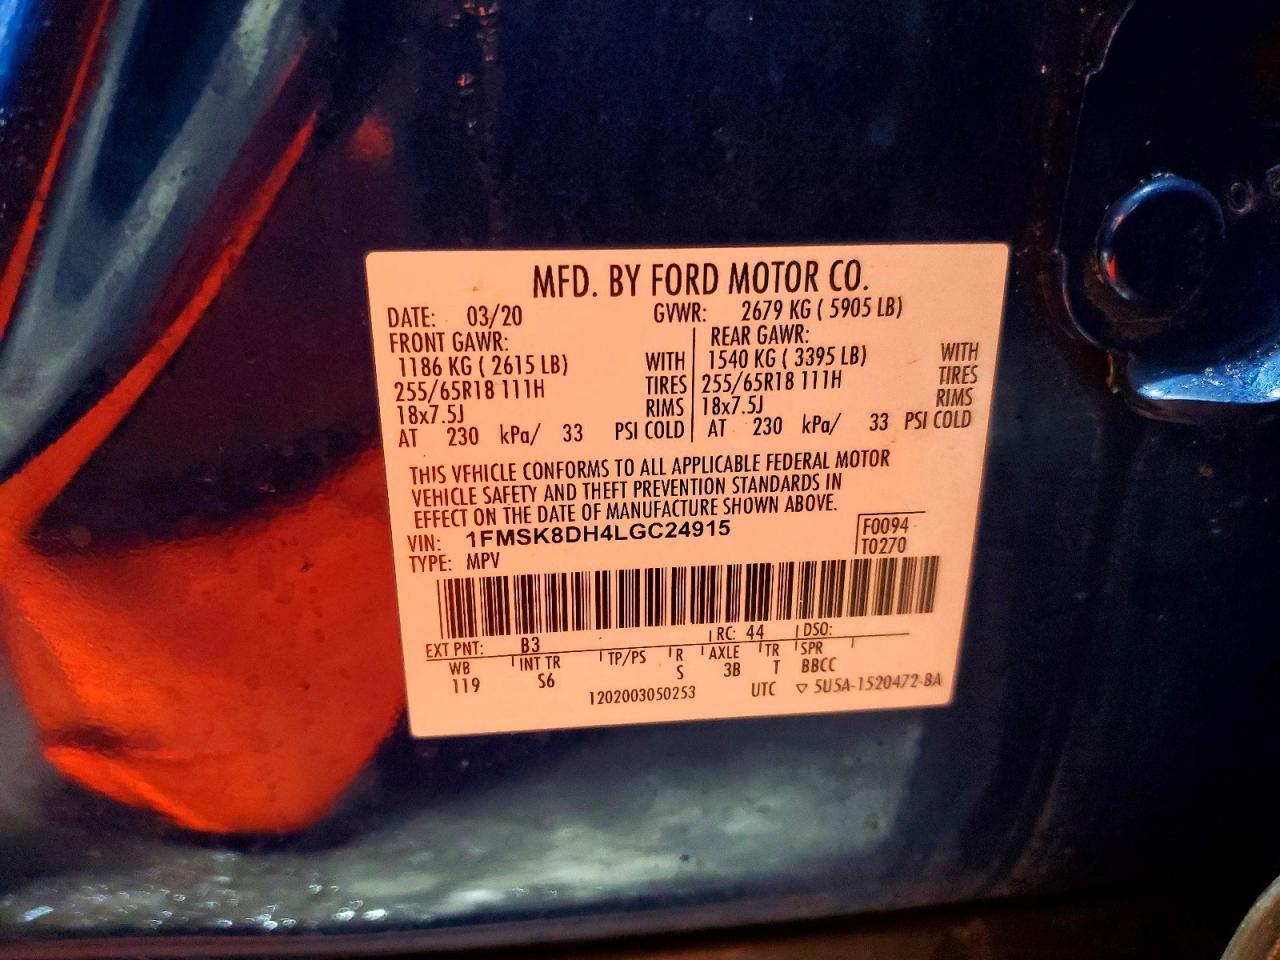 MFD. BY FORD MOTOR CO.
DATE: 03/20 GVWR: 2679 KG ( 5905 LB)
FRONT GAWR: REAR GAWR:
1186 KG ( 2615 LB) WITH 1540 KG ( 3395 LB) WITH
255/65R18 111H TIRES 255/65R18 111H TIRES
18x7.5J RIMS 18x7.5J RIMS
AT 230 kPa/ 33 PSI COLD AT 230 kPa/ 33 PSI COLD
THIS VEHICLE CONFORMS TO ALL APPLICABLE FEDERAL MOTOR
VEHICLE SAFETY AND THEFT PREVENTION STANDARDS IN
EFFECT ON THE DATE OF MANUFACTURE SHOWN ABOVE.
VIN: 1FMSK8DH4LGC24915 F0094
TYPE: MPV T0270
EXT PNT: B3 RC: 44 DSO:
WB INT TR TP/PS R AXLE TR SPR
119 S6 S 3B T BBCC
1202003050253 UTC ▽ 5U5A-1520472-BA